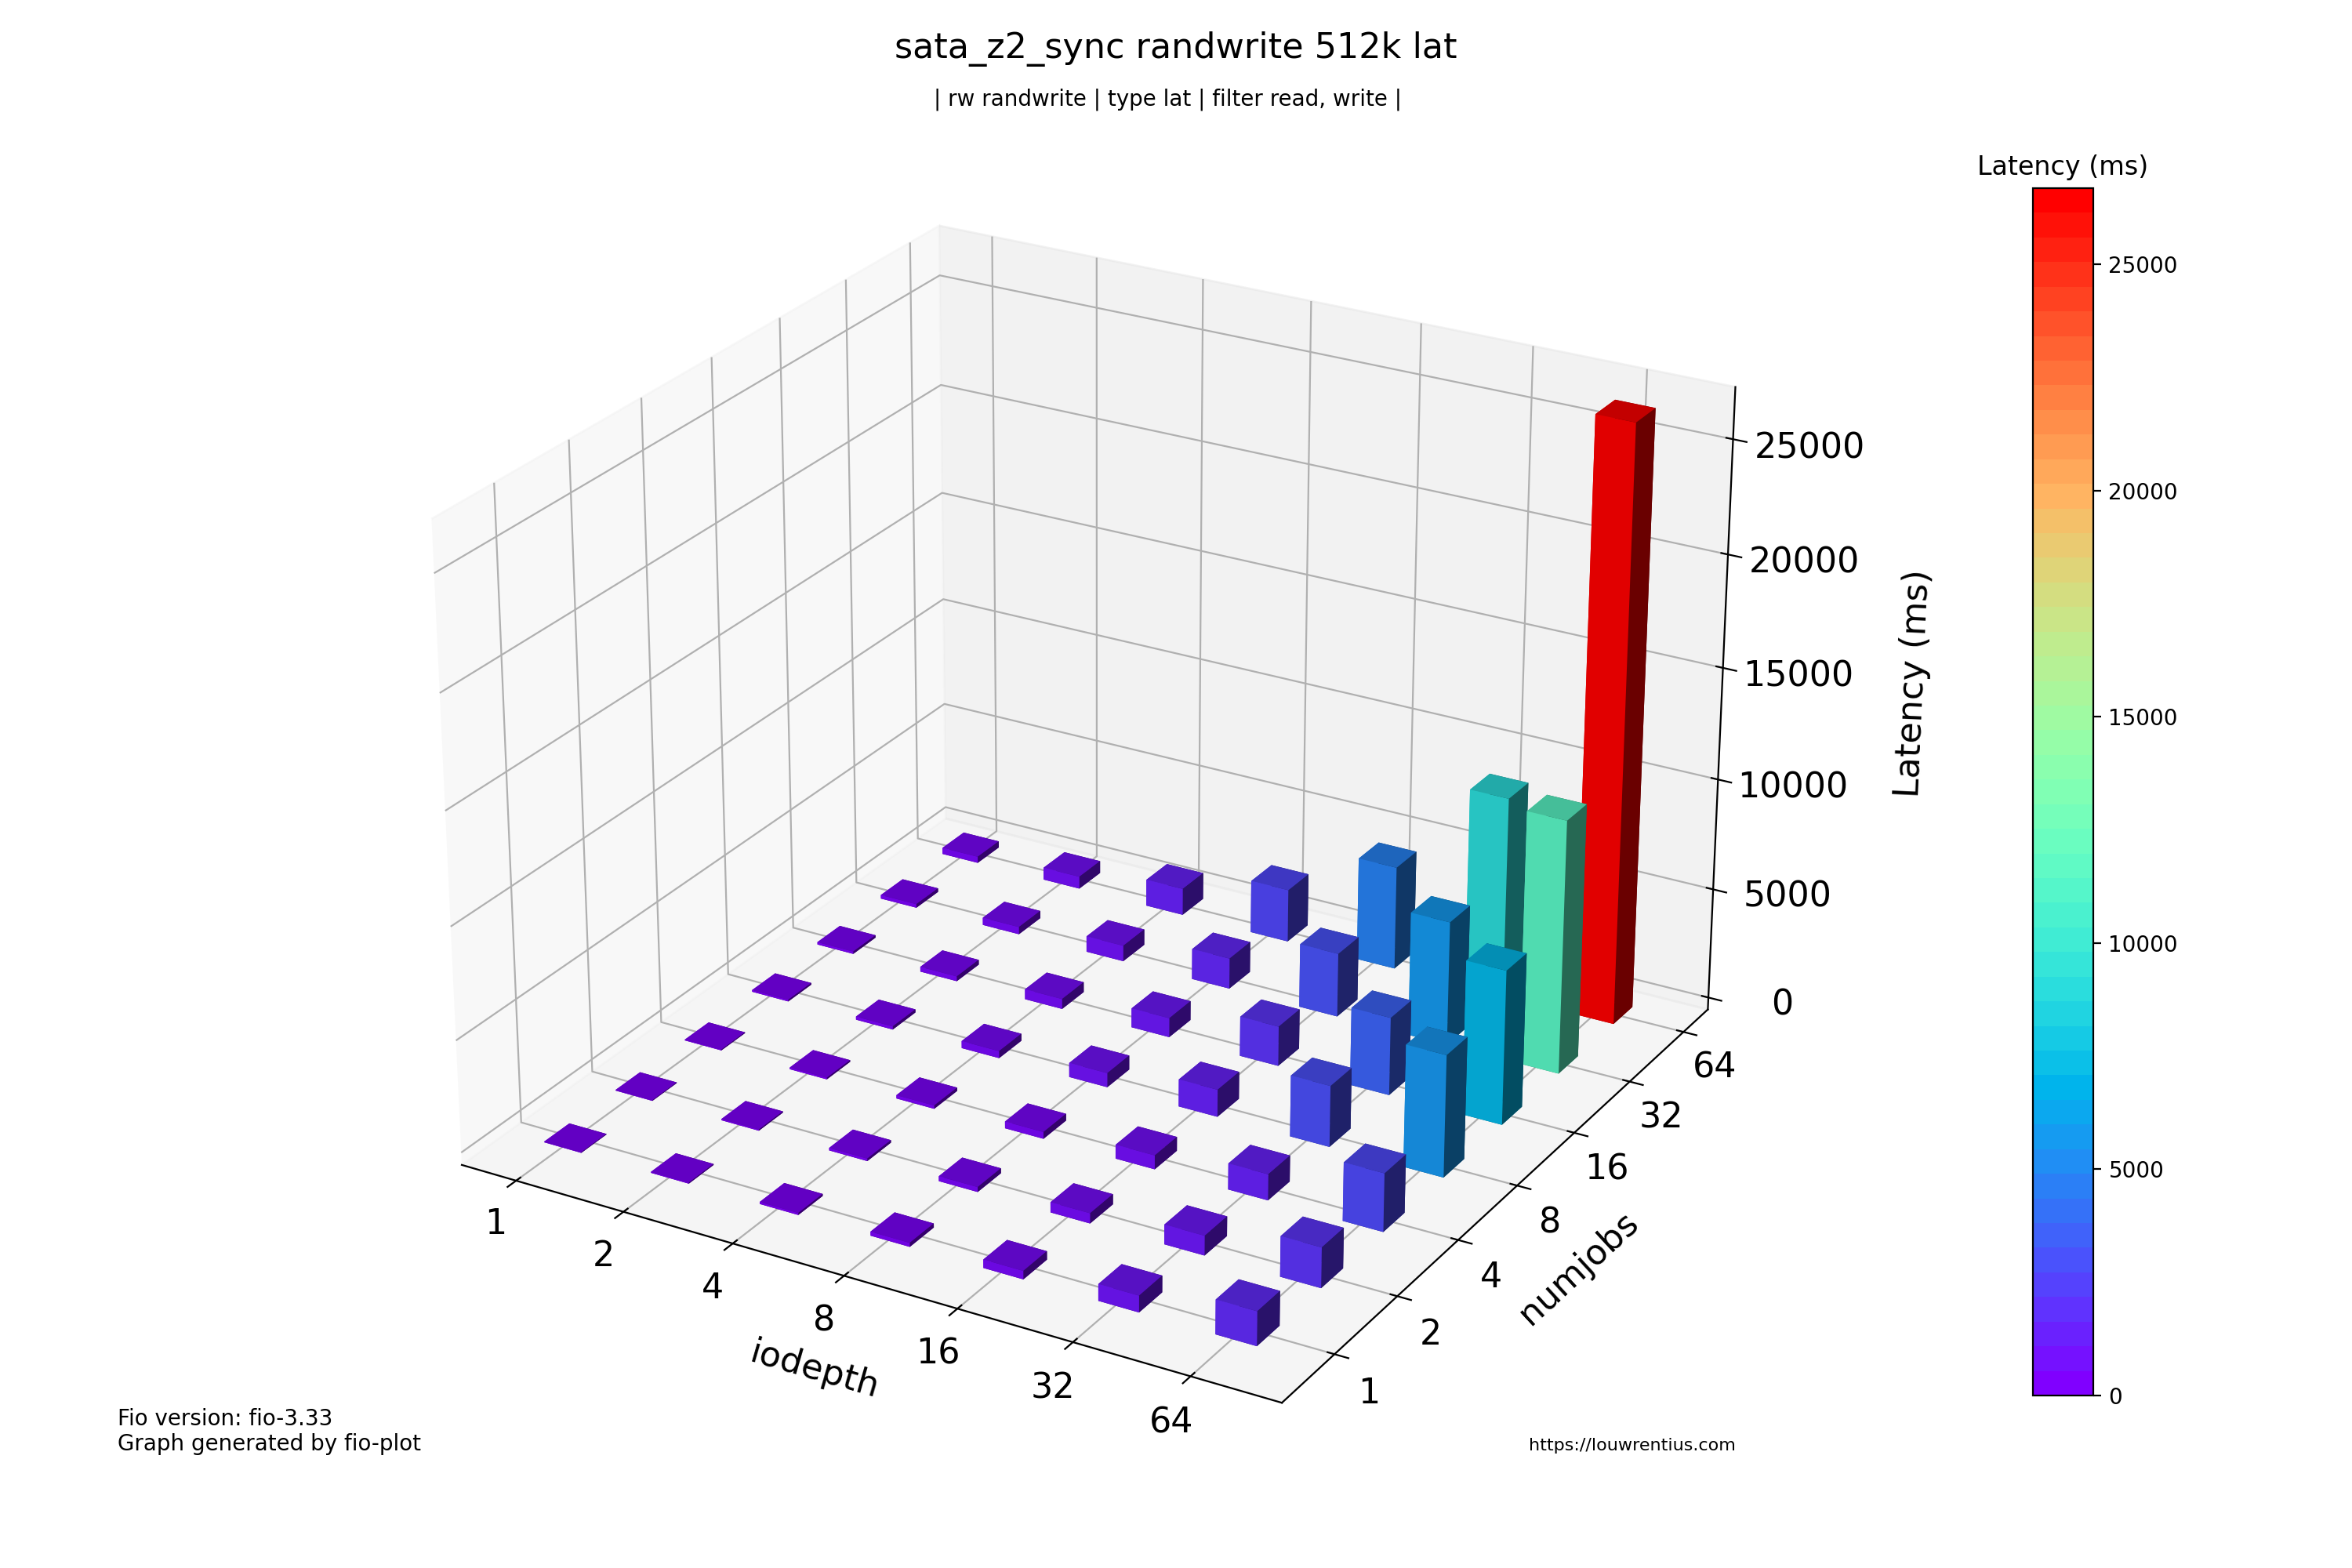 sata_z2_sync randwrite 512k lat
| rw randwrite | type lat | filter read, write |
Latency (ms)
25000
20000
15000
10000
5000
0
25000
20000
15000
10000
5000
0
Latency (ms)
64
32
16
8
4
2
1
numjobs
1
2
4
8
16
32
64
iodepth
Fio version: fio-3.33
Graph generated by fio-plot
https://louwrentius.com